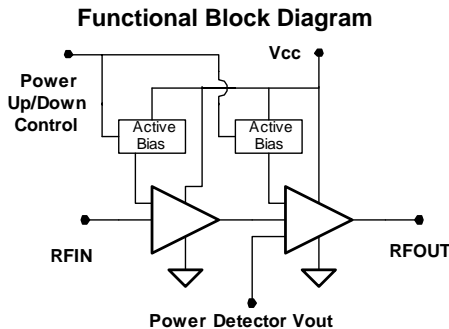 Functional Block Diagram
Vcc
Power
Up/Down
Control
Active
Bias
Active
Bias
RFIN
RFOUT
Power Detector Vout